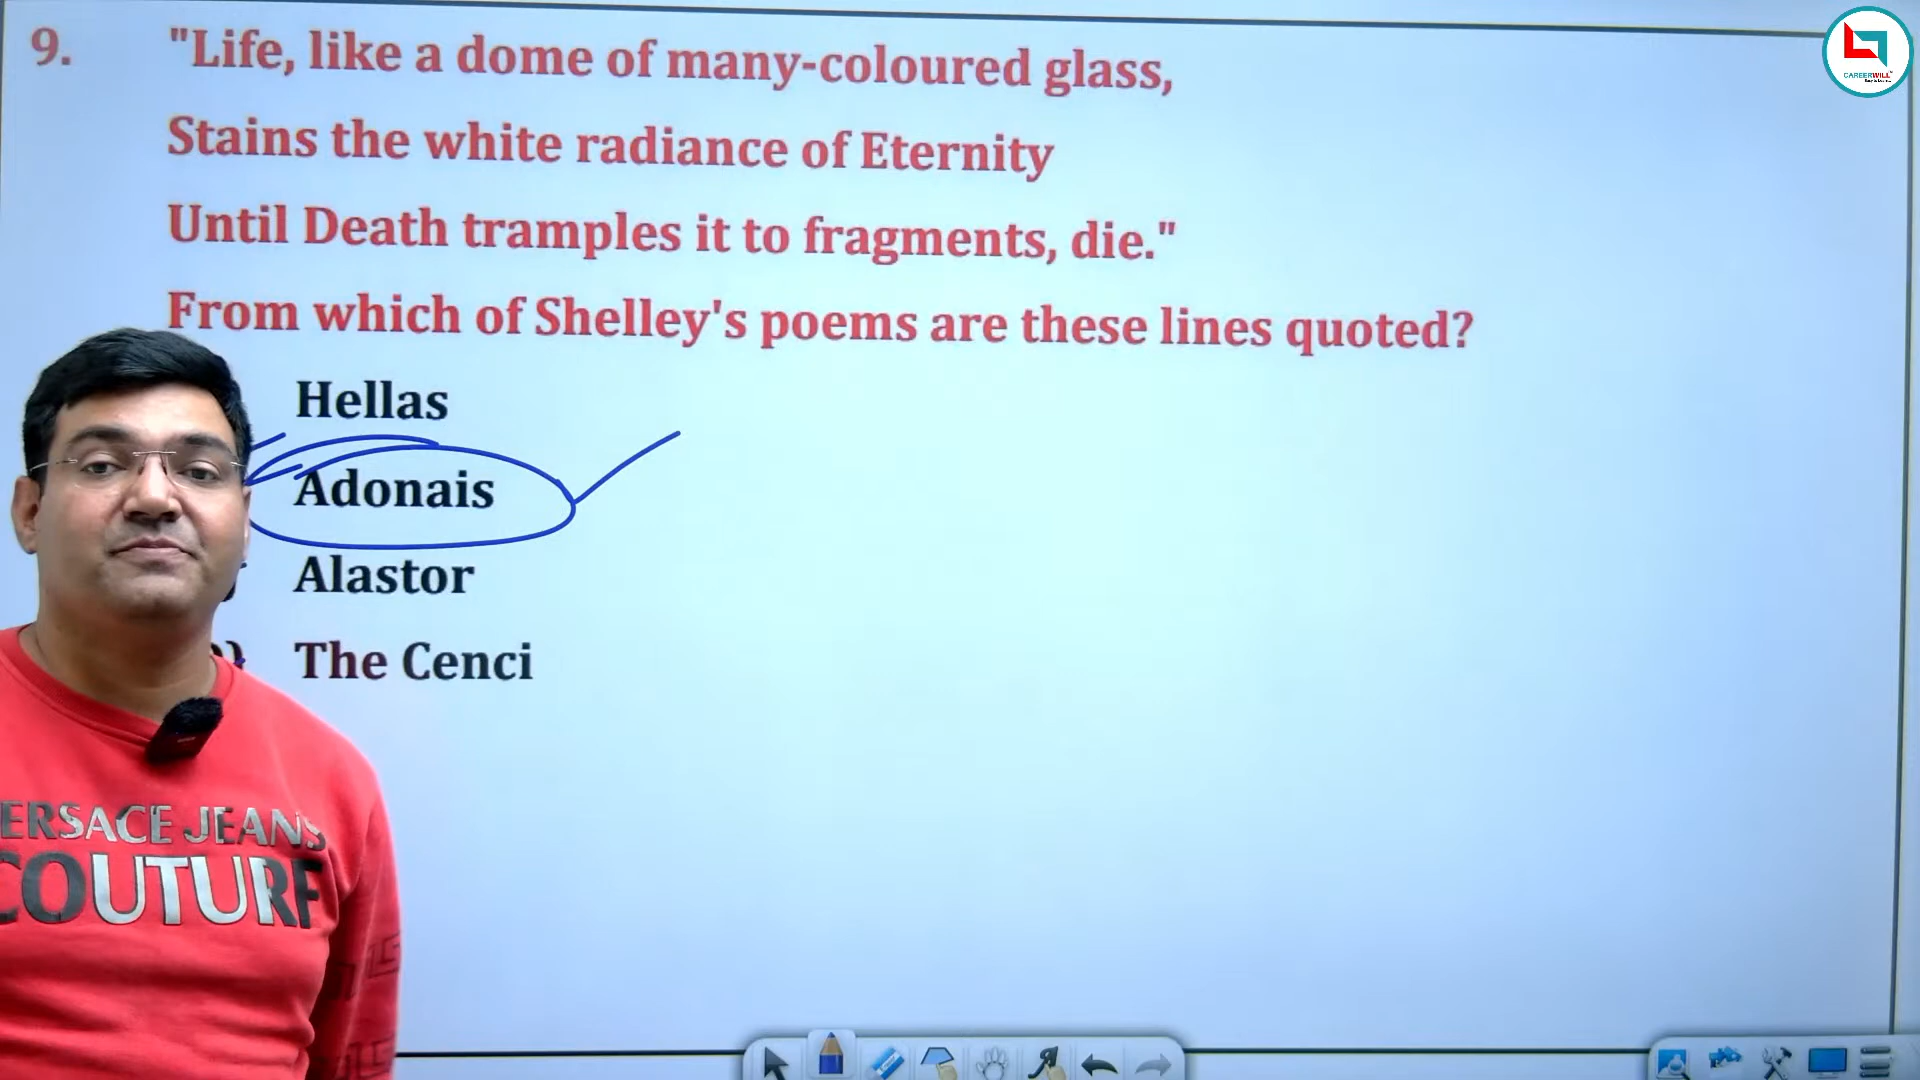 9. "Life, like a dome of many-coloured glass,
Stains the white radiance of Eternity
Until Death tramples it to fragments, die."
From which of Shelley's poems are these lines quoted?
Hellas
Adonais
Alastor
The Cenci
ERSACE JEANS
COUTURE
CAREERWILL